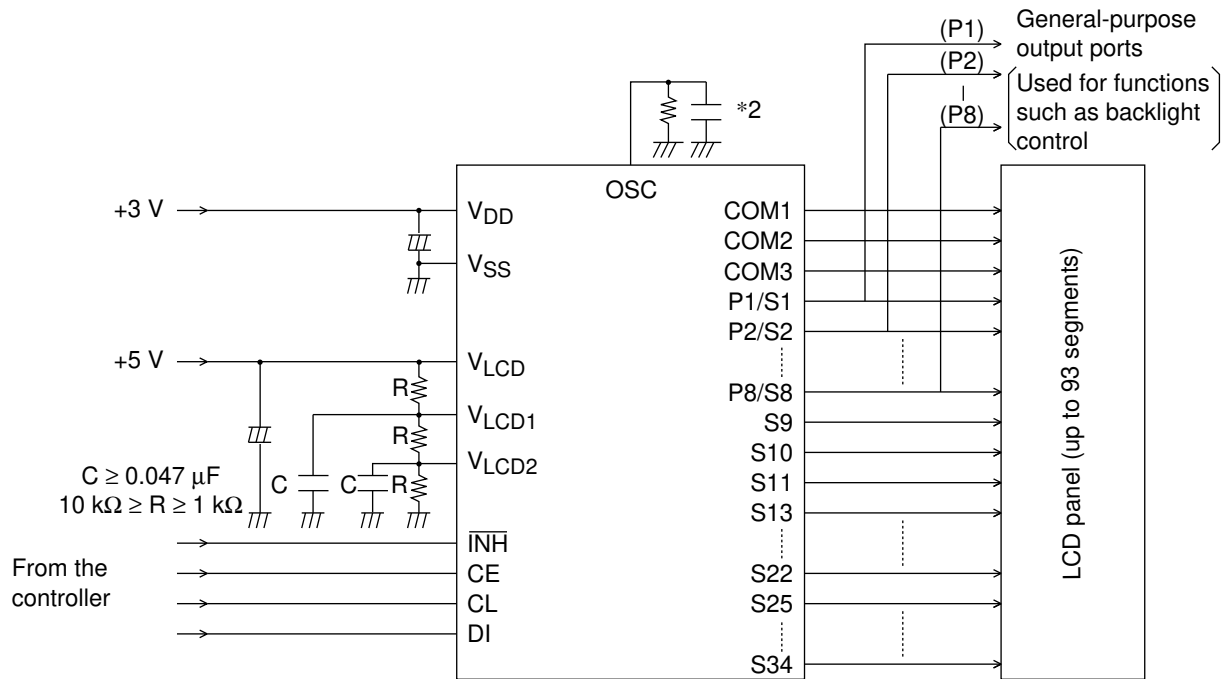 (P1)
General-purpose
output ports
(P2)
(P8)
Used for functions
such as backlight
control
*2
OSC
+3 V
VDD
VSS
+5 V
VLCD
R
VLCD1
R
VLCD2
R
C
C
C ≥ 0.047 μF
10 kΩ ≥ R ≥ 1 kΩ
From the
controller
INH
CE
CL
DI
COM1
COM2
COM3
P1/S1
P2/S2
P8/S8
S9
S10
S11
S13
S22
S25
S34
LCD panel (up to 93 segments)